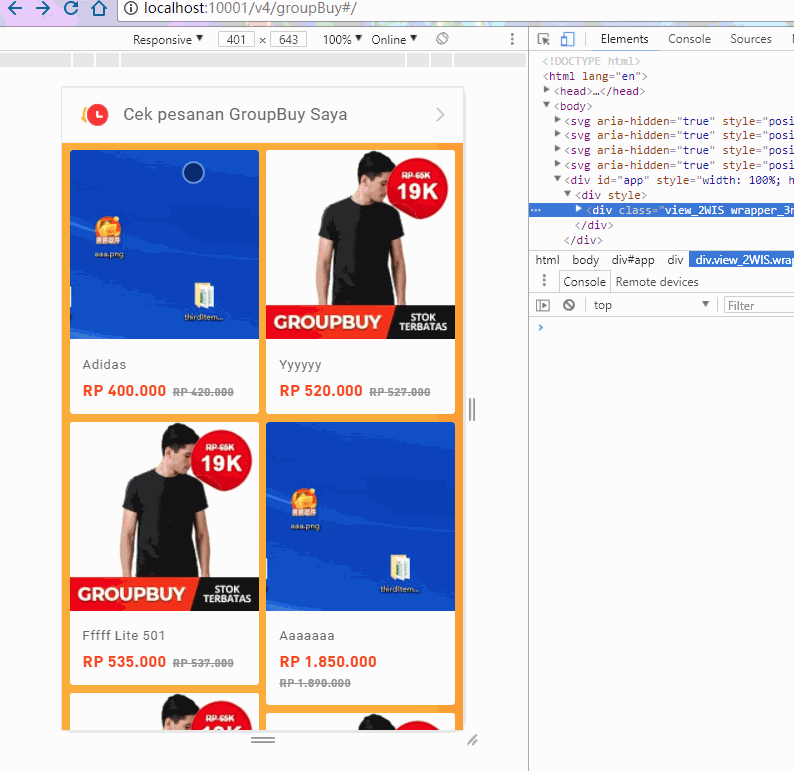 localhost:10001/v4/groupBuy#/
Responsive ▼ 401 × 643 100% ▼ Online ▼
Elements Console Sources
<!DOCTYPE html>
<html lang="en">
<head>…</head>
<body>
<svg aria-hidden="true" style="posi
<svg aria-hidden="true" style="posi
<svg aria-hidden="true" style="posi
<svg aria-hidden="true" style="posi
<div id="app" style="width: 100%; h
<div style>
<div class="view_2WIS wrapper_3r
</div>
</div>
html body div#app div div.view_2WIS.wrap
Console Remote devices
top ▼ Filter
Cek pesanan GroupBuy Saya
aaa.png
thirdItem...
RP 65K
19K
GROUPBUY STOK TERBATAS
Adidas
RP 400.000 RP 420.000
Yyyyyy
RP 520.000 RP 527.000
RP 65K
19K
GROUPBUY STOK TERBATAS
aaa.png
thirdItem...
Fffff Lite 501
RP 535.000 RP 537.000
Aaaaaaa
RP 1.850.000
RP 1.890.000
RP 65K